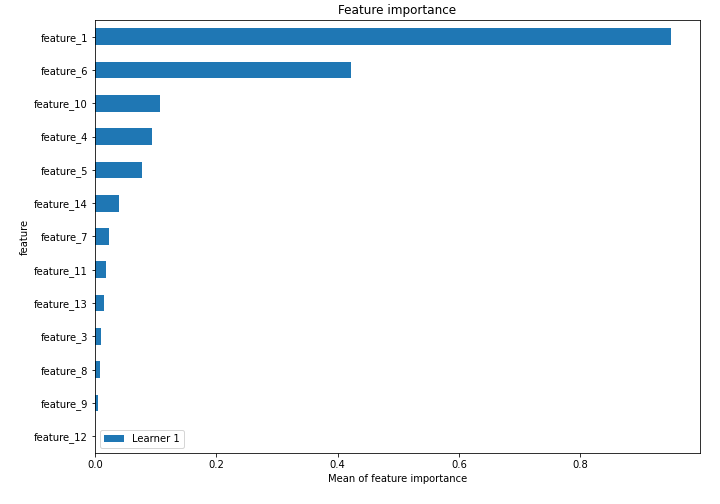 Feature importance
feature_1
feature_6
feature_10
feature_4
feature_5
feature_14
feature_7
feature_11
feature_13
feature_3
feature_8
feature_9
feature_12
feature
Learner 1
0.0 0.2 0.4 0.6 0.8
Mean of feature importance